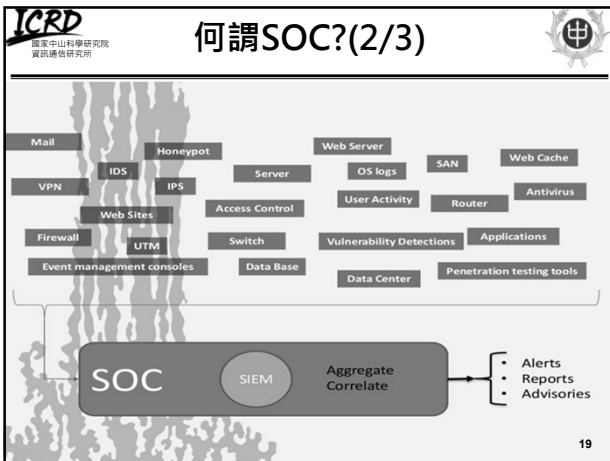 ICRD
國家中山科學研究院
資訊通信研究所
何謂SOC?(2/3)
中
Mail
Honeypot
Web Server
IDS
Server
OS logs
SAN
Web Cache
VPN
IPS
User Activity
Router
Antivirus
Web Sites
Access Control
Firewall
UTM
Switch
Vulnerability Detections
Applications
Event management consoles
Data Base
Data Center
Penetration testing tools
SOC
SIEM
Aggregate
Correlate
• Alerts
• Reports
• Advisories
19